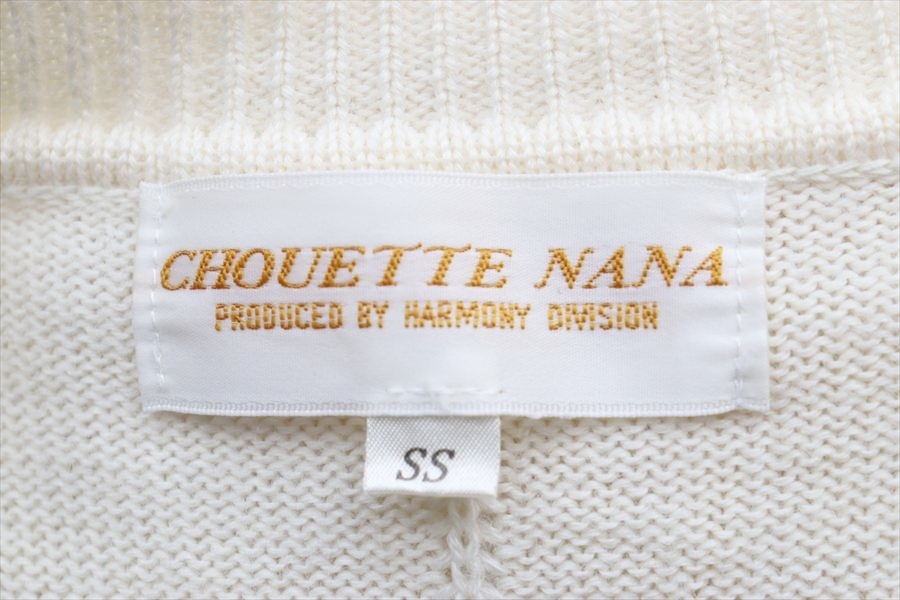 CHOUETTE NANA
PRODUCED BY HARMONY DIVISION
SS